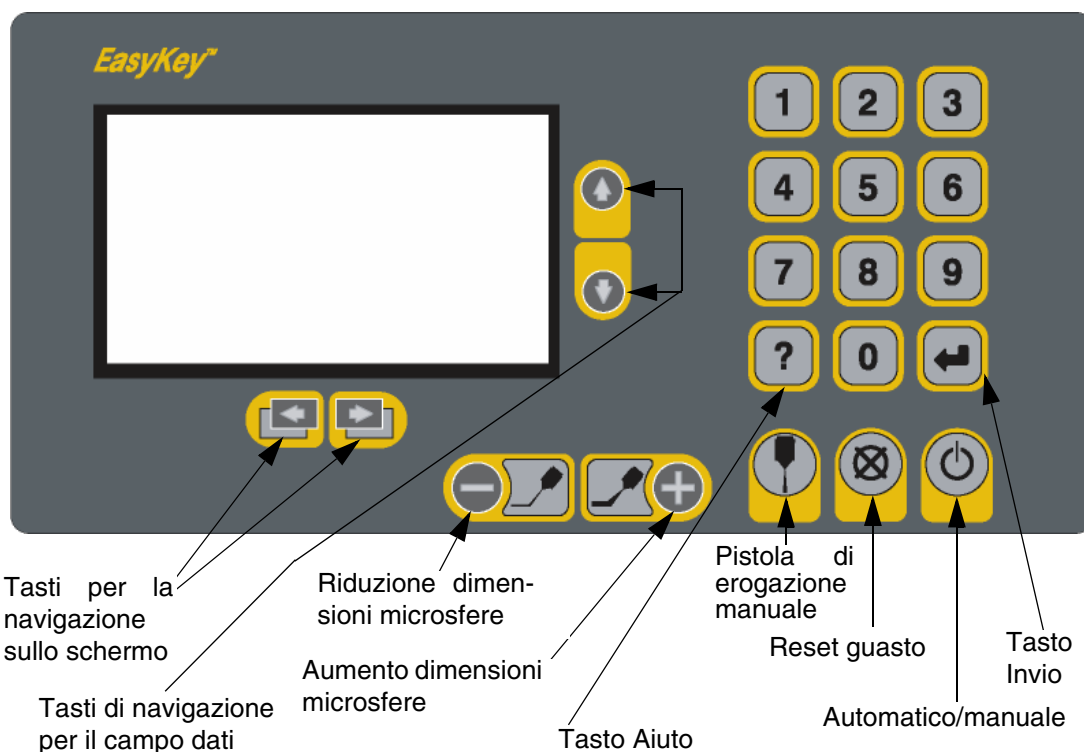 EasyKey™
1 2 3
4 5 6
7 8 9
? 0
Tasti per la
navigazione
sullo schermo
Tasti di navigazione
per il campo dati
Riduzione dimen-
sioni microsfere
Aumento dimensioni
microsfere
Tasto Aiuto
Pistola di
erogazione
manuale
Reset guasto
Automatico/manuale
Tasto
Invio